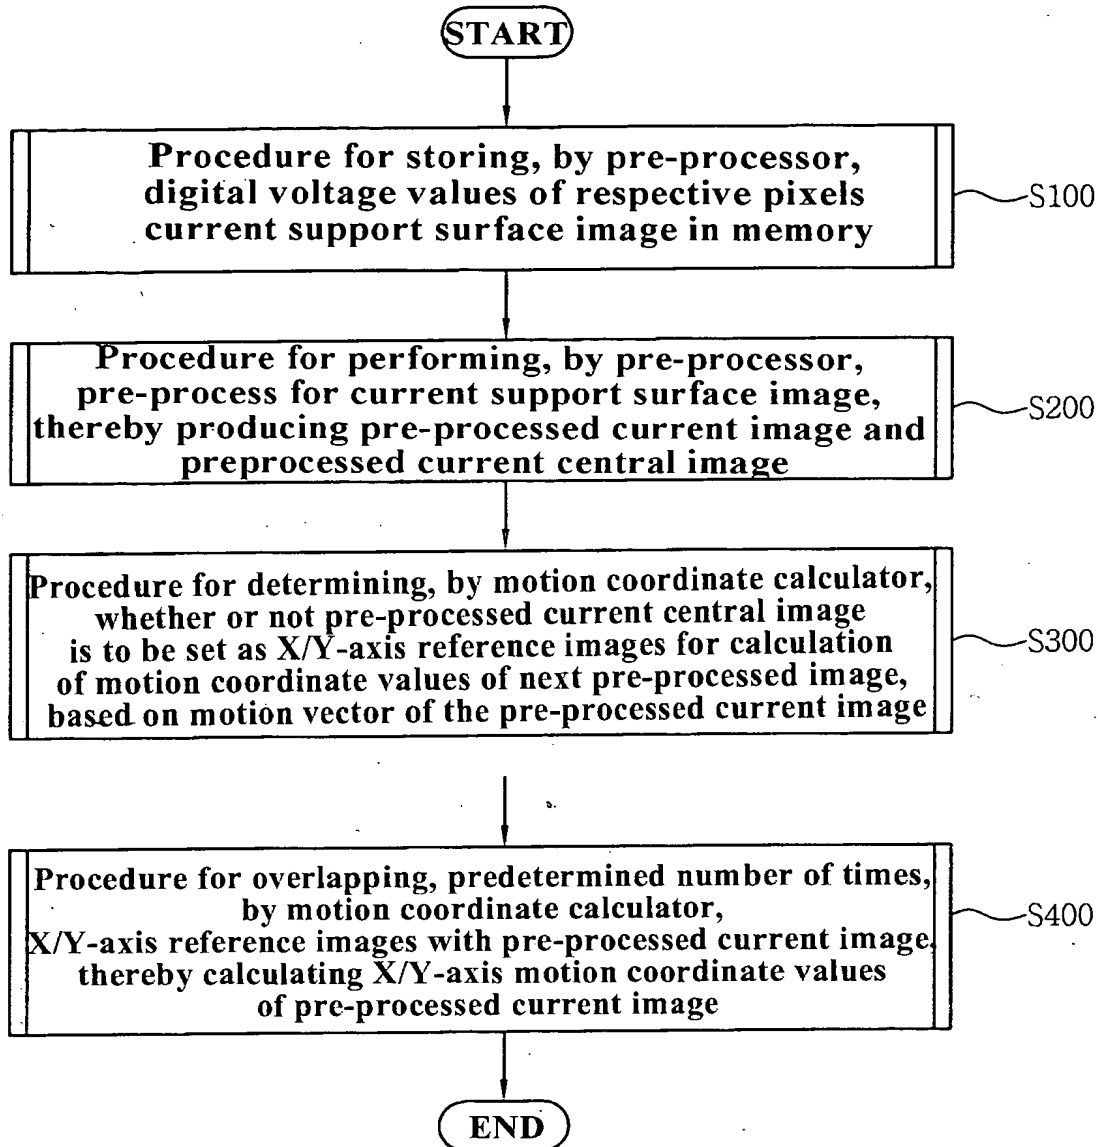 START
Procedure for storing, by pre-processor,
digital voltage values of respective pixels
current support surface image in memory
S100
Procedure for performing, by pre-processor,
pre-process for current support surface image,
thereby producing pre-processed current image and
preprocessed current central image
S200
Procedure for determining, by motion coordinate calculator,
whether or not pre-processed current central image
is to be set as X/Y-axis reference images for calculation
of motion coordinate values of next pre-processed image,
based on motion vector of the pre-processed current image
S300
Procedure for overlapping, predetermined number of times,
by motion coordinate calculator,
X/Y-axis reference images with pre-processed current image,
thereby calculating X/Y-axis motion coordinate values
of pre-processed current image
S400
END